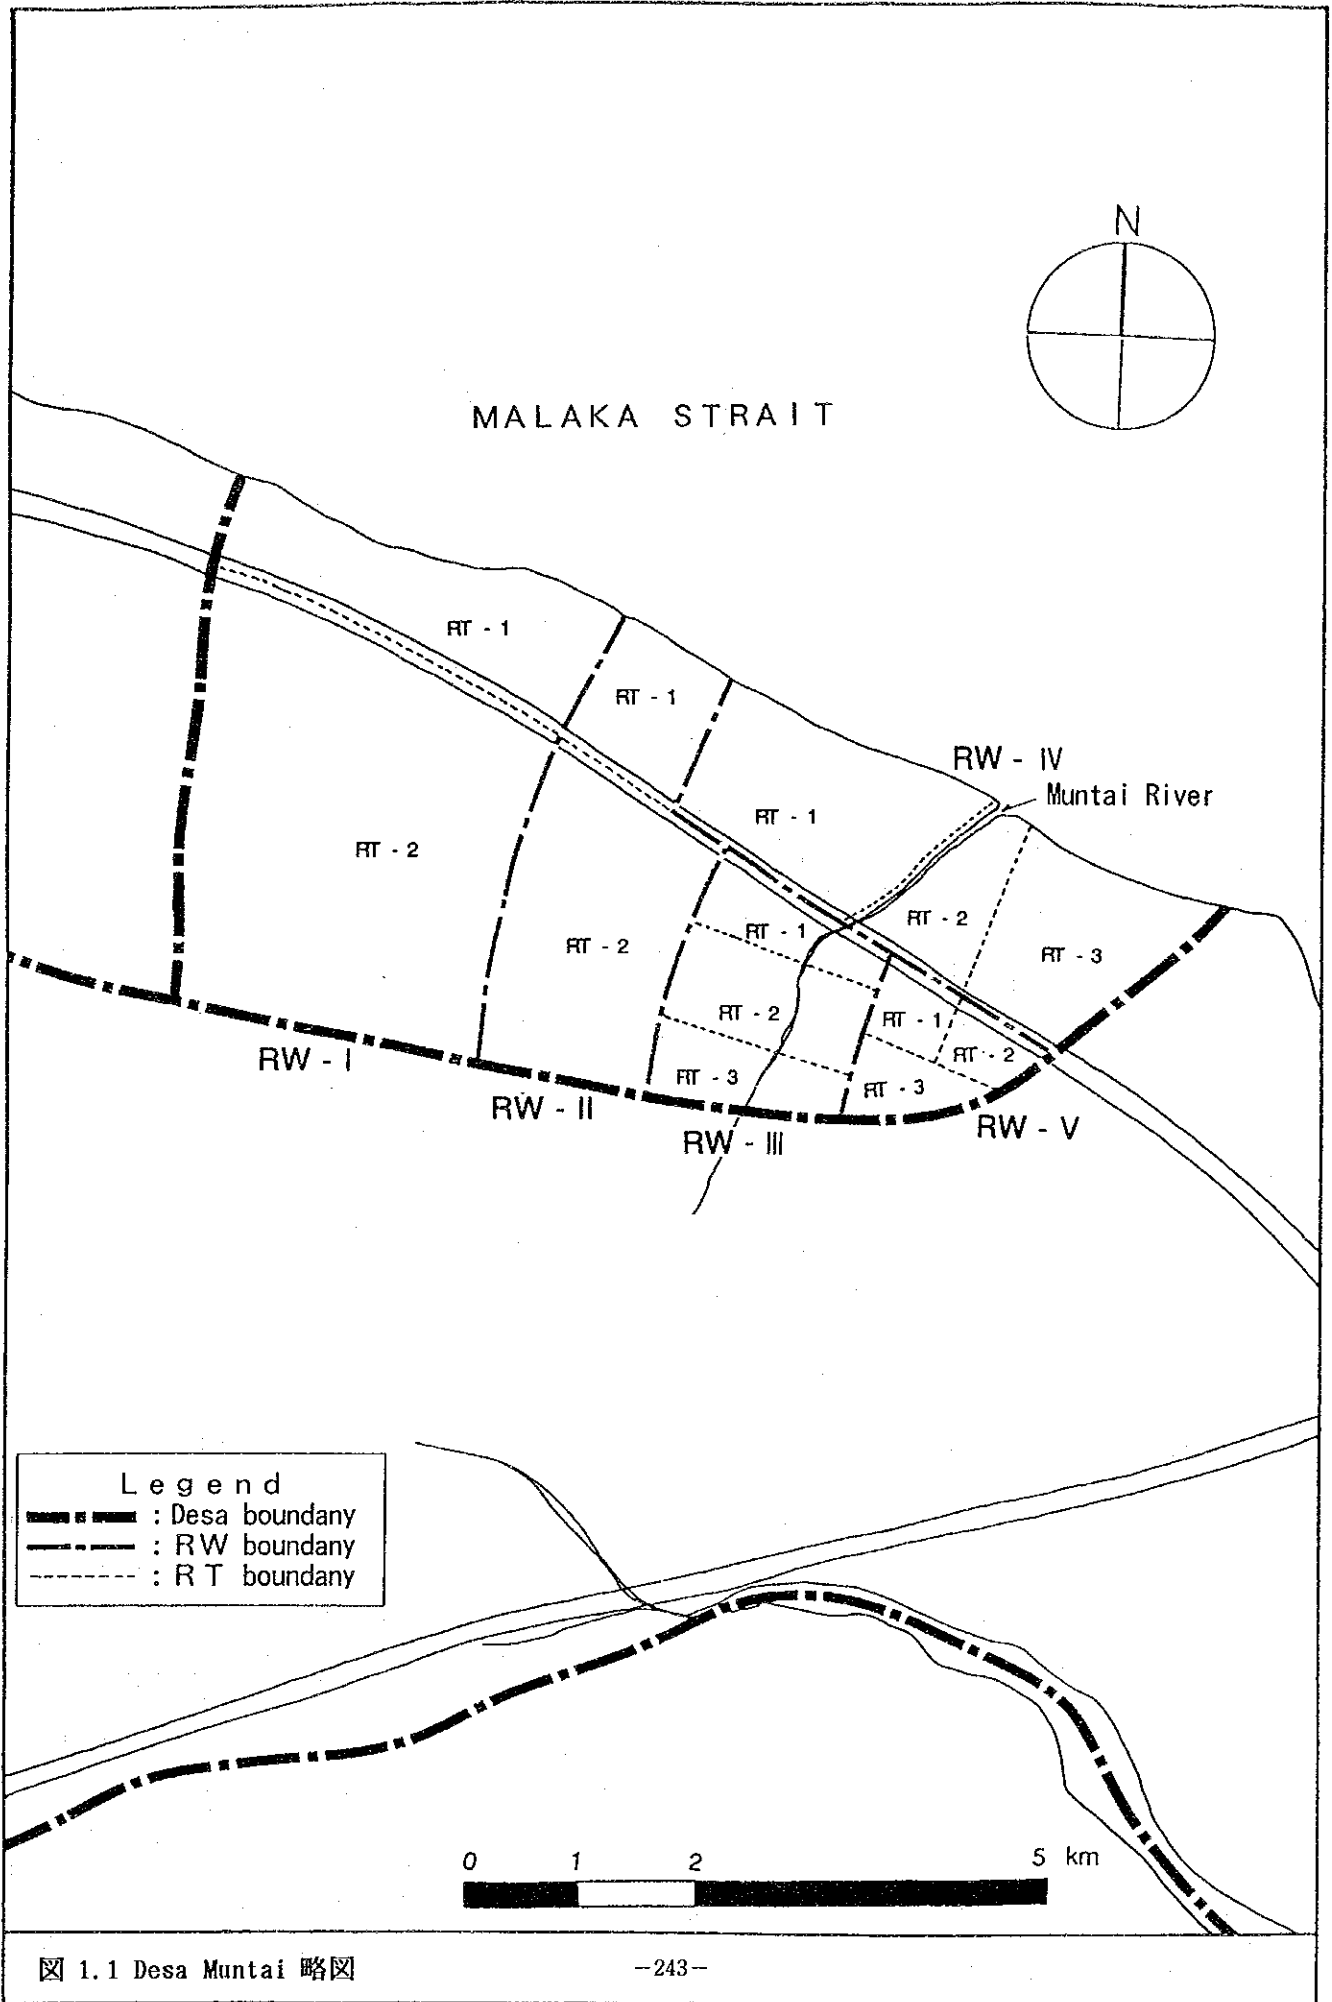 N
MALAKA STRAIT
RT - 1
RT - 1
RW - IV
Muntai River
RT - 1
RT - 2
RT - 2
RT - 1
RT - 2
RT - 3
RT - 2
RT - 1
RT - 2
RT - 3
RT - 3
RW - I
RW - II
RW - III
RW - V
Legend
: Desa boundany
: RW boundany
: RT boundany
0 1 2 5 km
図 1.1 Desa Muntai 略図
-243-